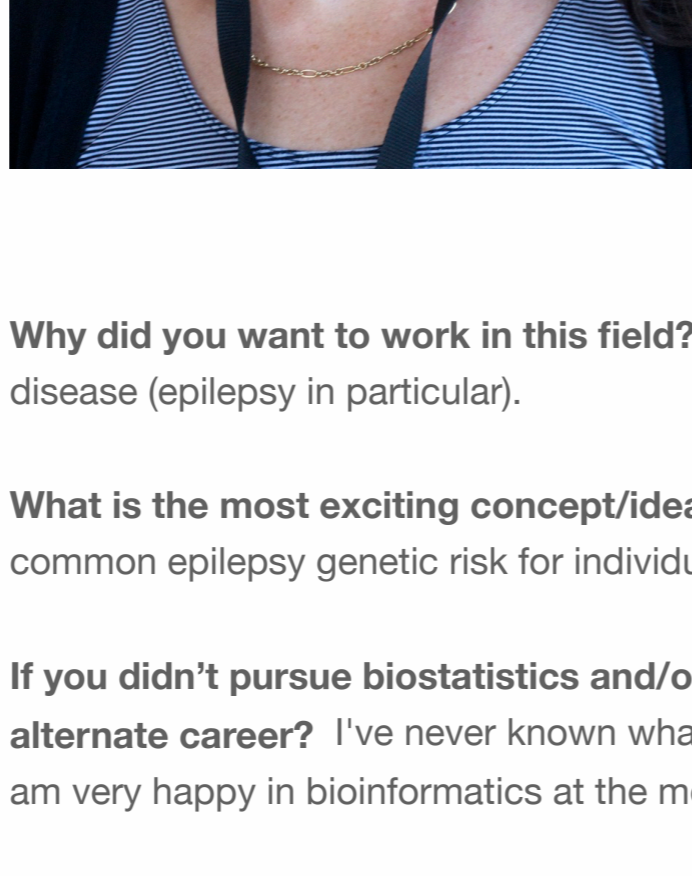 Why did you want to work in this field?
disease (epilepsy in particular).
What is the most exciting concept/idea
common epilepsy genetic risk for individu
If you didn’t pursue biostatistics and/o
alternate career? I've never known wha
am very happy in bioinformatics at the m